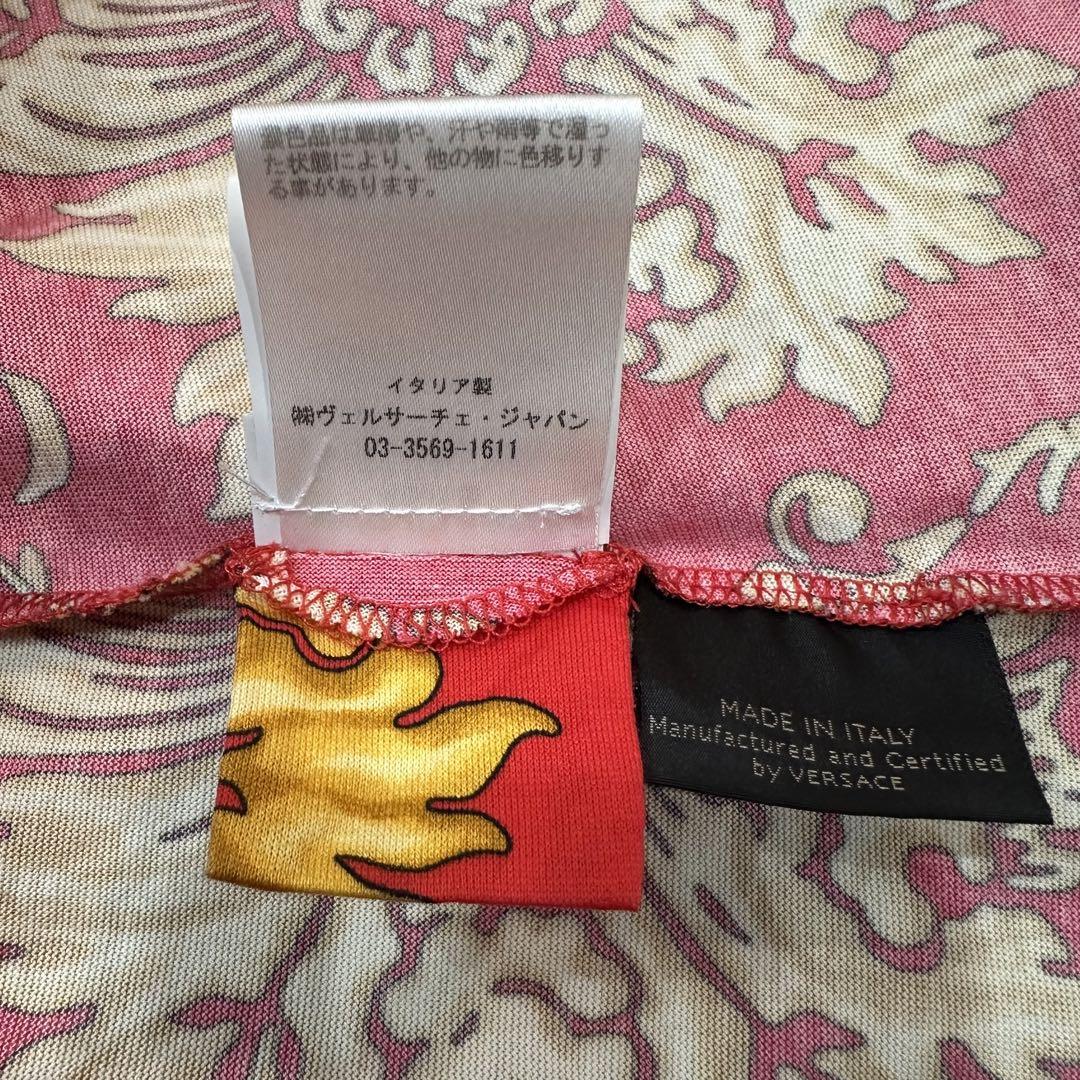 濃色品は摩擦や、汗や雨等で湿っ
た状態により、他の物に色移りす
る事があります。
イタリア製
㈱ヴェルサーチェ・ジャパン
03-3569-1611
MADE IN ITALY
Manufactured and Certified
by VERSACE